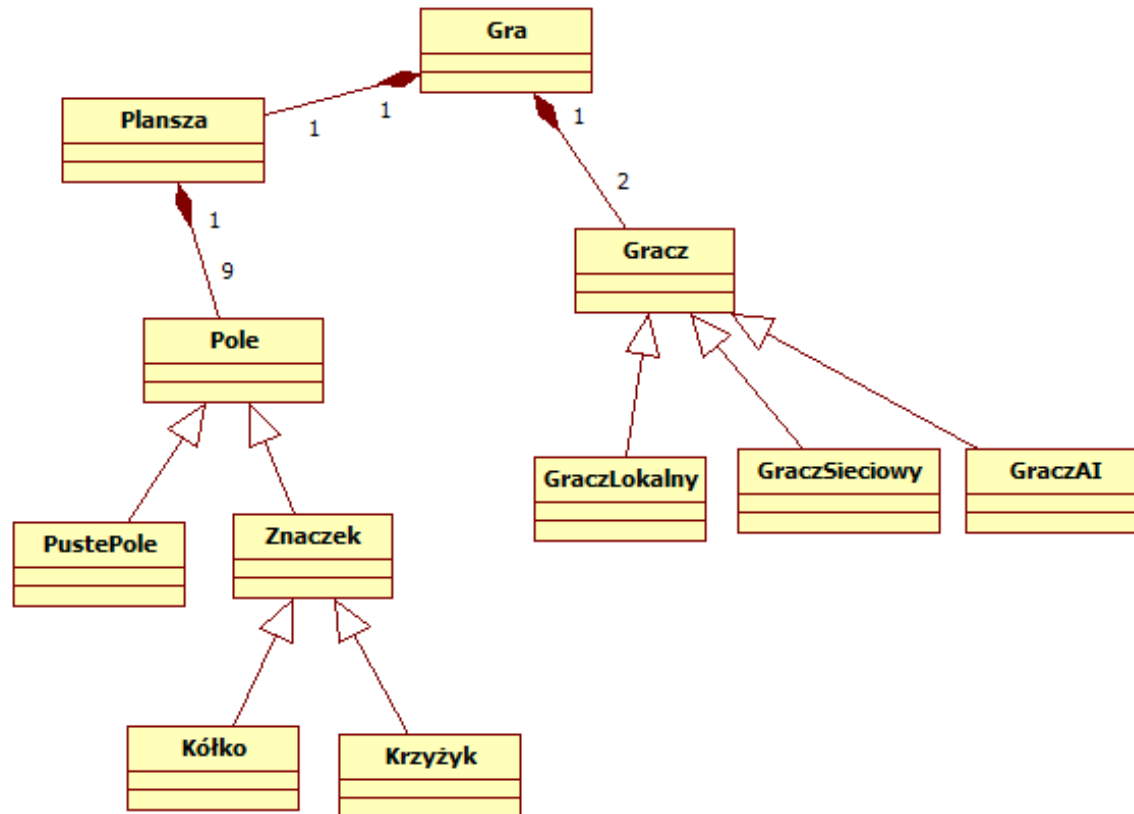 Gra
Plansza
1
1
1
2
1
9
Gracz
Pole
GraczLokalny
GraczSieciowy
GraczAI
PustePole
Znaczek
Kółko
Krzyżyk